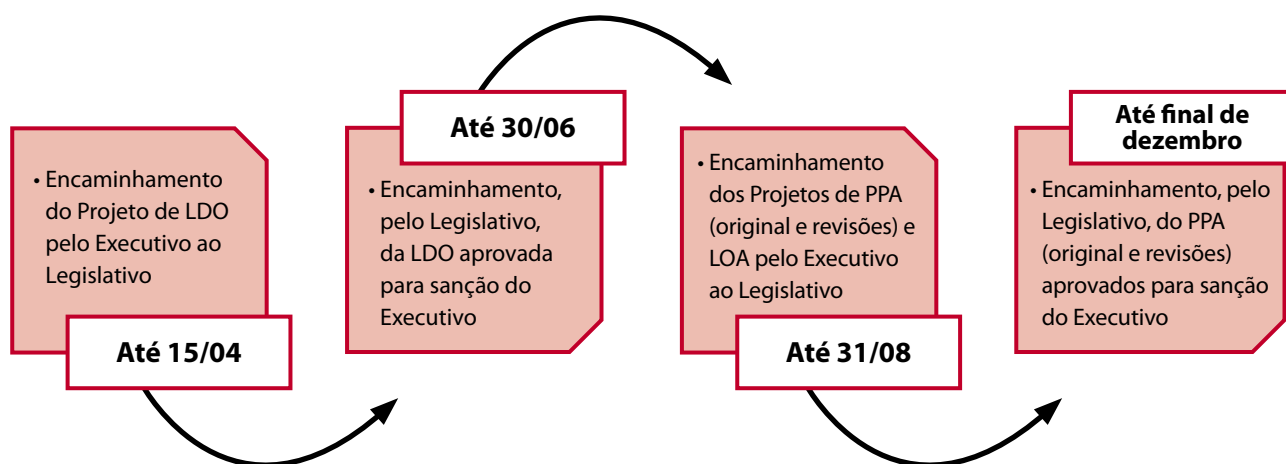 • Encaminhamento
do Projeto de LDO
pelo Executivo ao
Legislativo
Até 15/04
Até 30/06
• Encaminhamento,
pelo Legislativo,
da LDO aprovada
para sanção do
Executivo
• Encaminhamento
dos Projetos de PPA
(original e revisões) e
LOA pelo Executivo
ao Legislativo
Até 31/08
Até final de
dezembro
• Encaminhamento, pelo
Legislativo, do PPA
(original e revisões)
aprovados para sanção
do Executivo